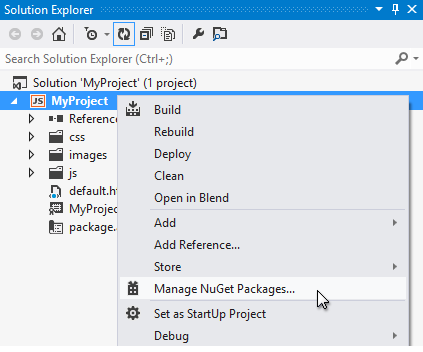 Solution Explorer
Search Solution Explorer (Ctrl+;)
Solution 'MyProject' (1 project)
JS MyProject
Build
Referenc
Rebuild
css
Deploy
images
Clean
js
Open in Blend
default.ht
MyProjec
Add
package.
Add Reference...
Store
Manage NuGet Packages...
Set as StartUp Project
Debug